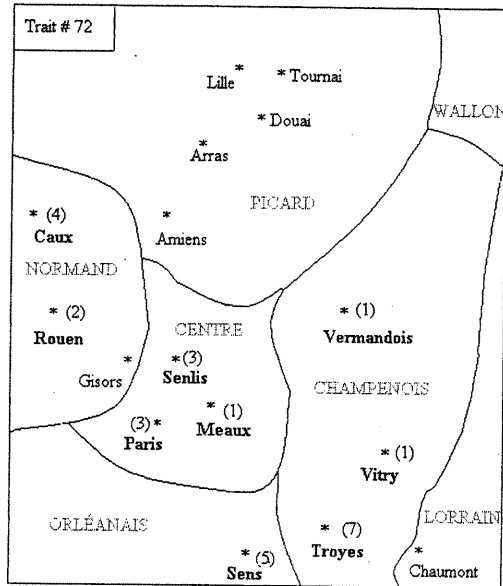 Trait # 72
Lille * * Tournai
* Douai
WALLON
*
Arras
PICARD
* (4)
Caux
*
Amiens
NORMAND
* (2)
Rouen
CENTRE
* (1)
Vermandois
Gisors *
* (3)
Senlis
CHAMPENOIS
(3) *
Paris
* (1)
Meaux
* (1)
Vitry
ORLÉANAIS
LORRAIN
* (5)
Sens
* (7)
Troyes
*
Chaumont